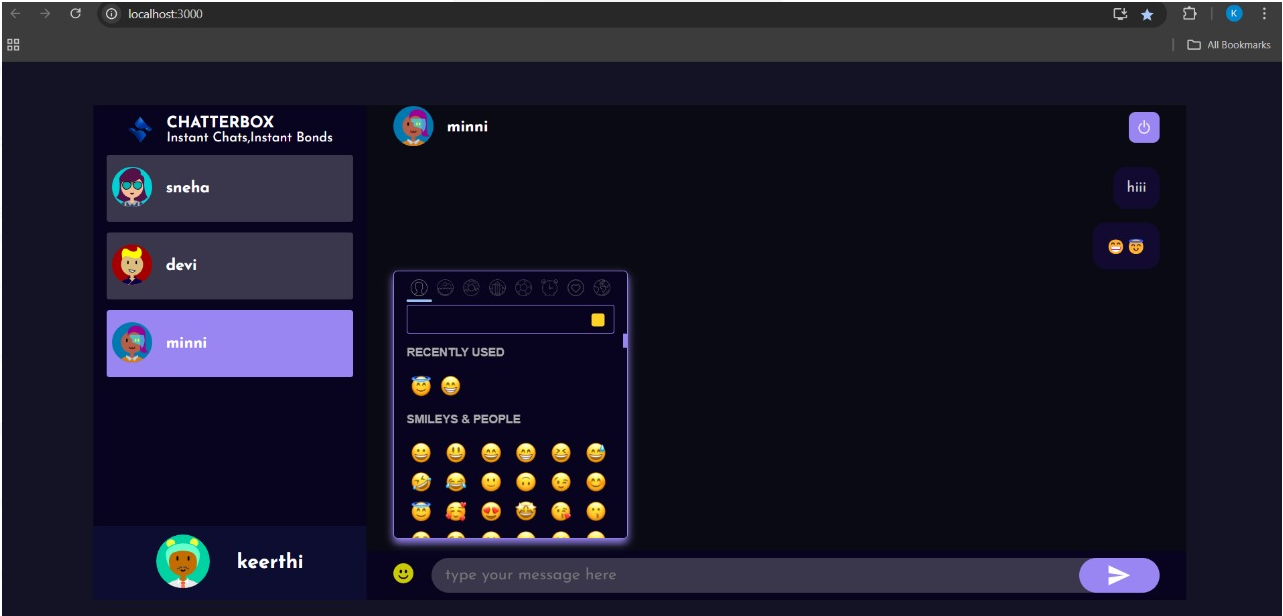 localhost:3000
K
All Bookmarks
CHATTERBOX
Instant Chats,Instant Bonds
sneha
devi
minni
keerthi
minni
hiii
😁 😇
RECENTLY USED
😇 😁
SMILEYS & PEOPLE
😀 😃 😄 😁 😆 😅
🤣 😂 🙂 🙃 😉 😊
😇 🥰 😍 🤩 😘 😗
type your message here